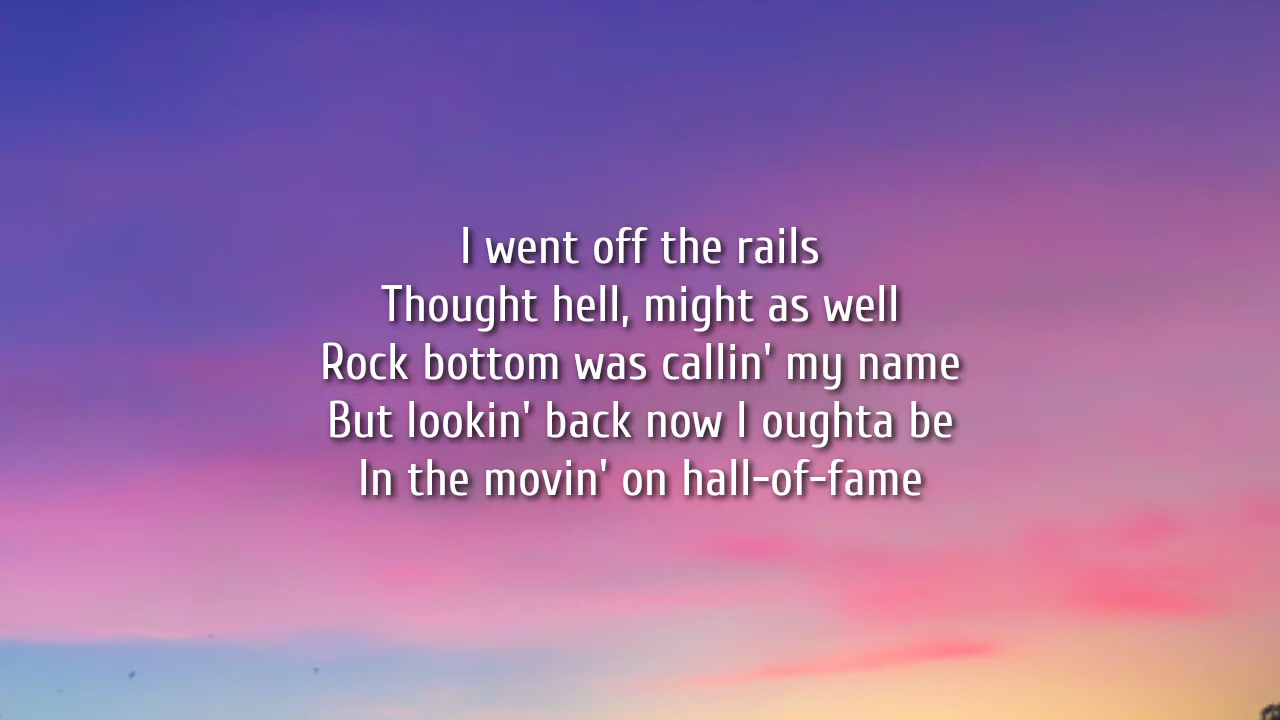 I went off the rails
Thought hell, might as well
Rock bottom was callin' my name
But lookin' back now I oughta be
In the movin' on hall-of-fame